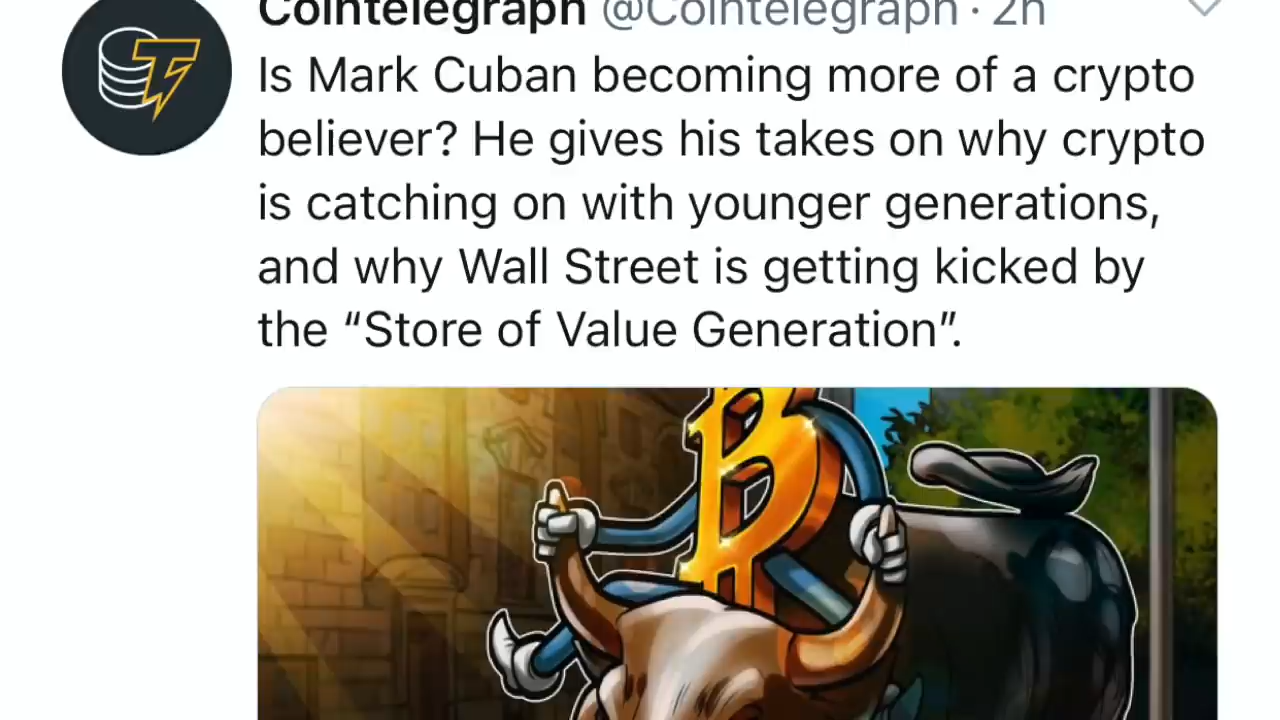 Cointelegraph @Cointelegraph · 2h
Is Mark Cuban becoming more of a crypto
believer? He gives his takes on why crypto
is catching on with younger generations,
and why Wall Street is getting kicked by
the “Store of Value Generation”.